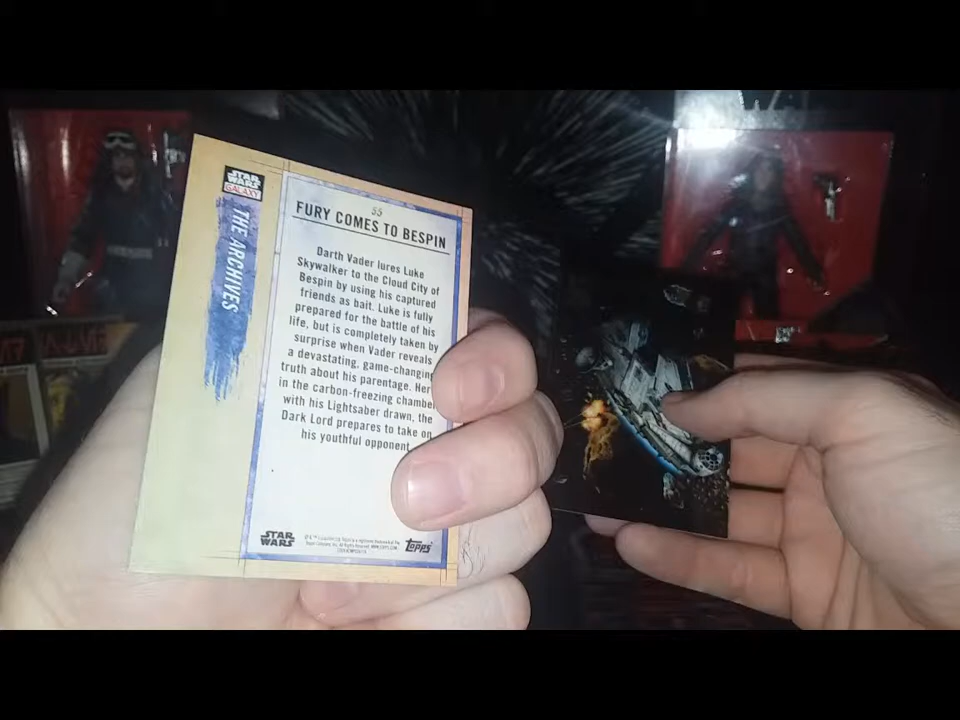 STAR WARS
GALAXY
THE ARCHIVES
55
FURY COMES TO BESPIN
Darth Vader lures Luke
Skywalker to the Cloud City of
Bespin by using his captured
friends as bait. Luke is fully
prepared for the battle of his
life, but is completely taken by
surprise when Vader reveals
a devastating, game-changing
truth about his parentage. Here
in the carbon-freezing chamber
with his Lightsaber drawn, the
Dark Lord prepares to take on
his youthful opponent.
STAR WARS
Topps